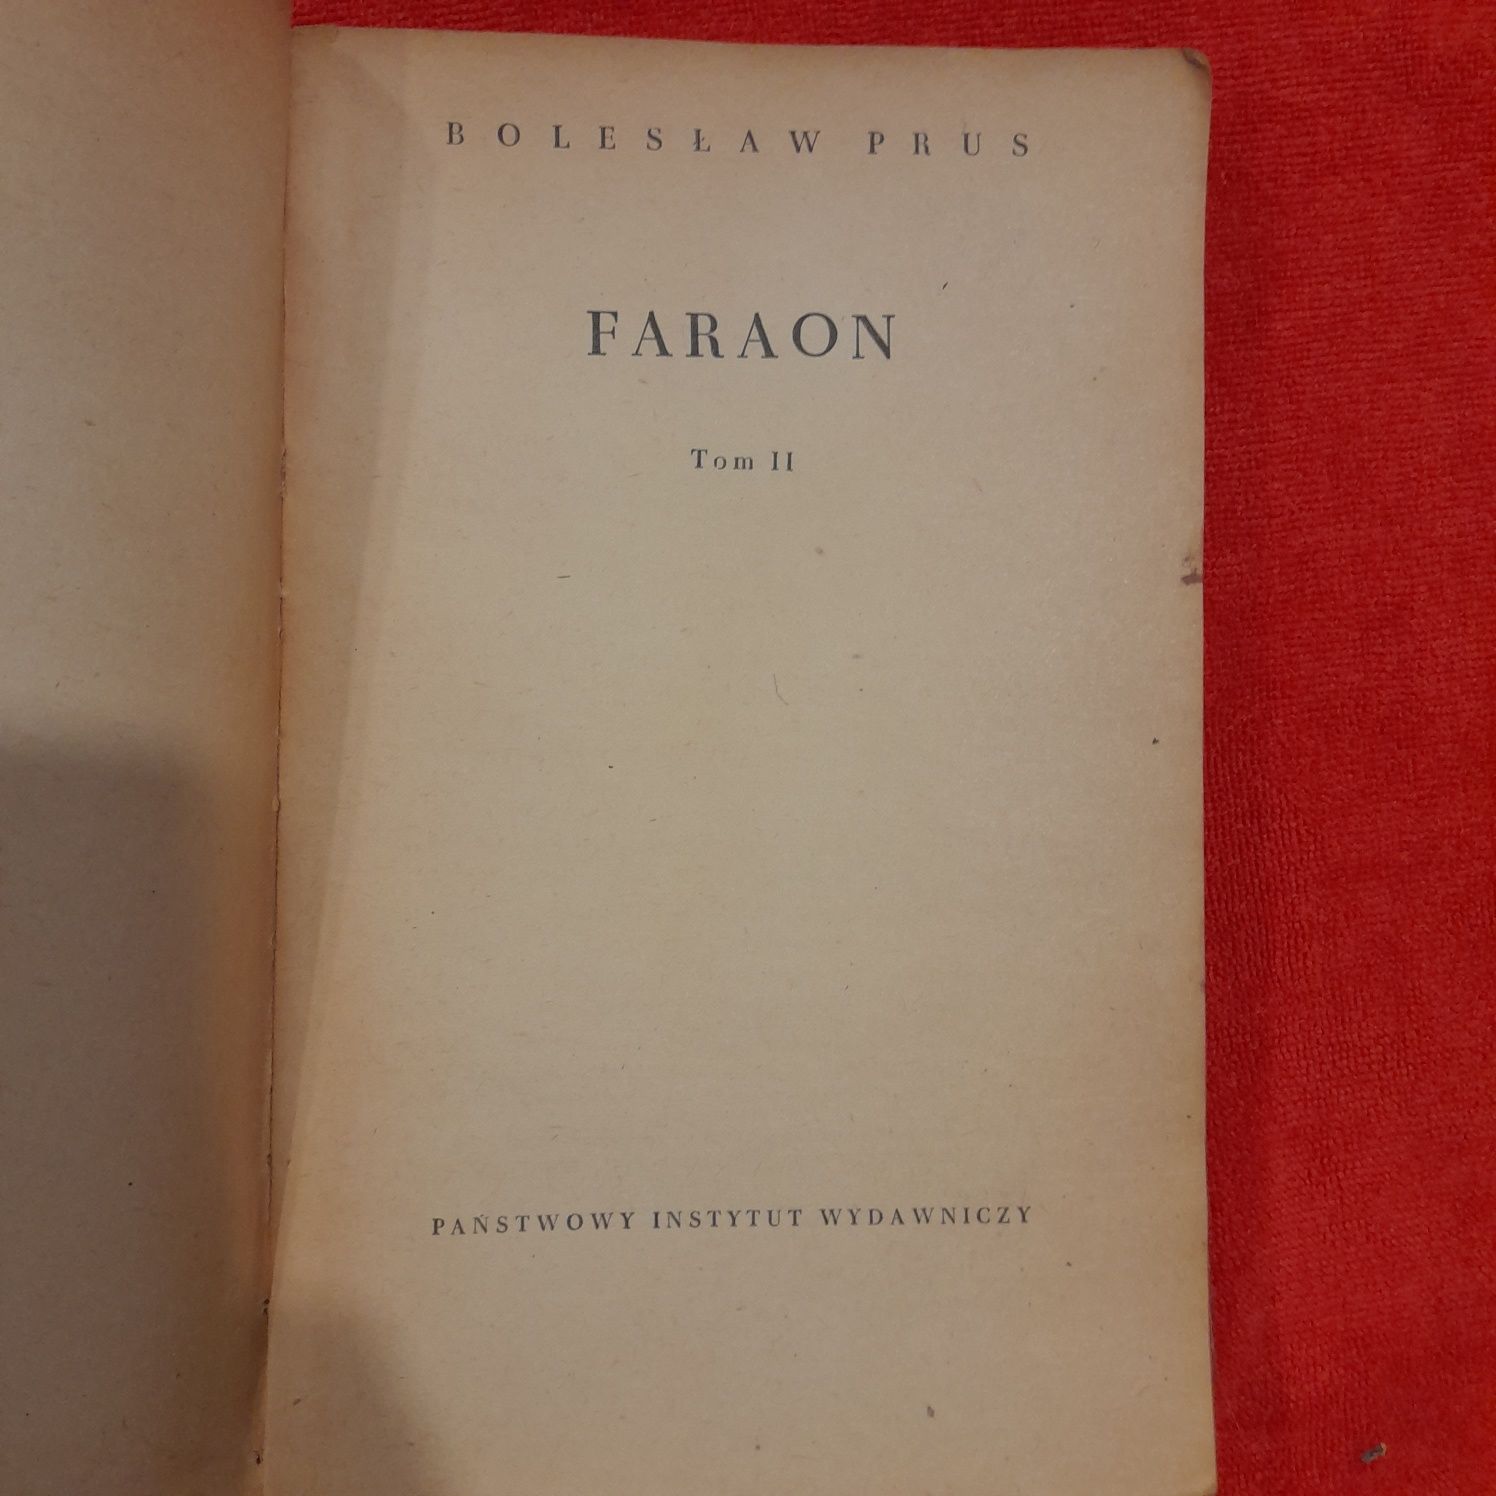 BOLESŁAW PRUS
FARAON
Tom II
PAŃSTWOWY INSTYTUT WYDAWNICZY